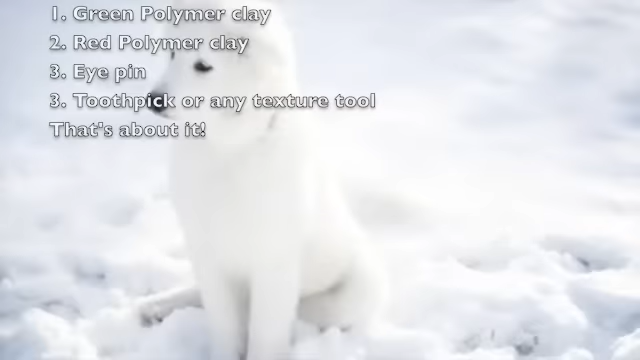 1. Green Polymer clay
2. Red Polymer clay
3. Eye pin
3. Toothpick or any texture tool
That's about it!